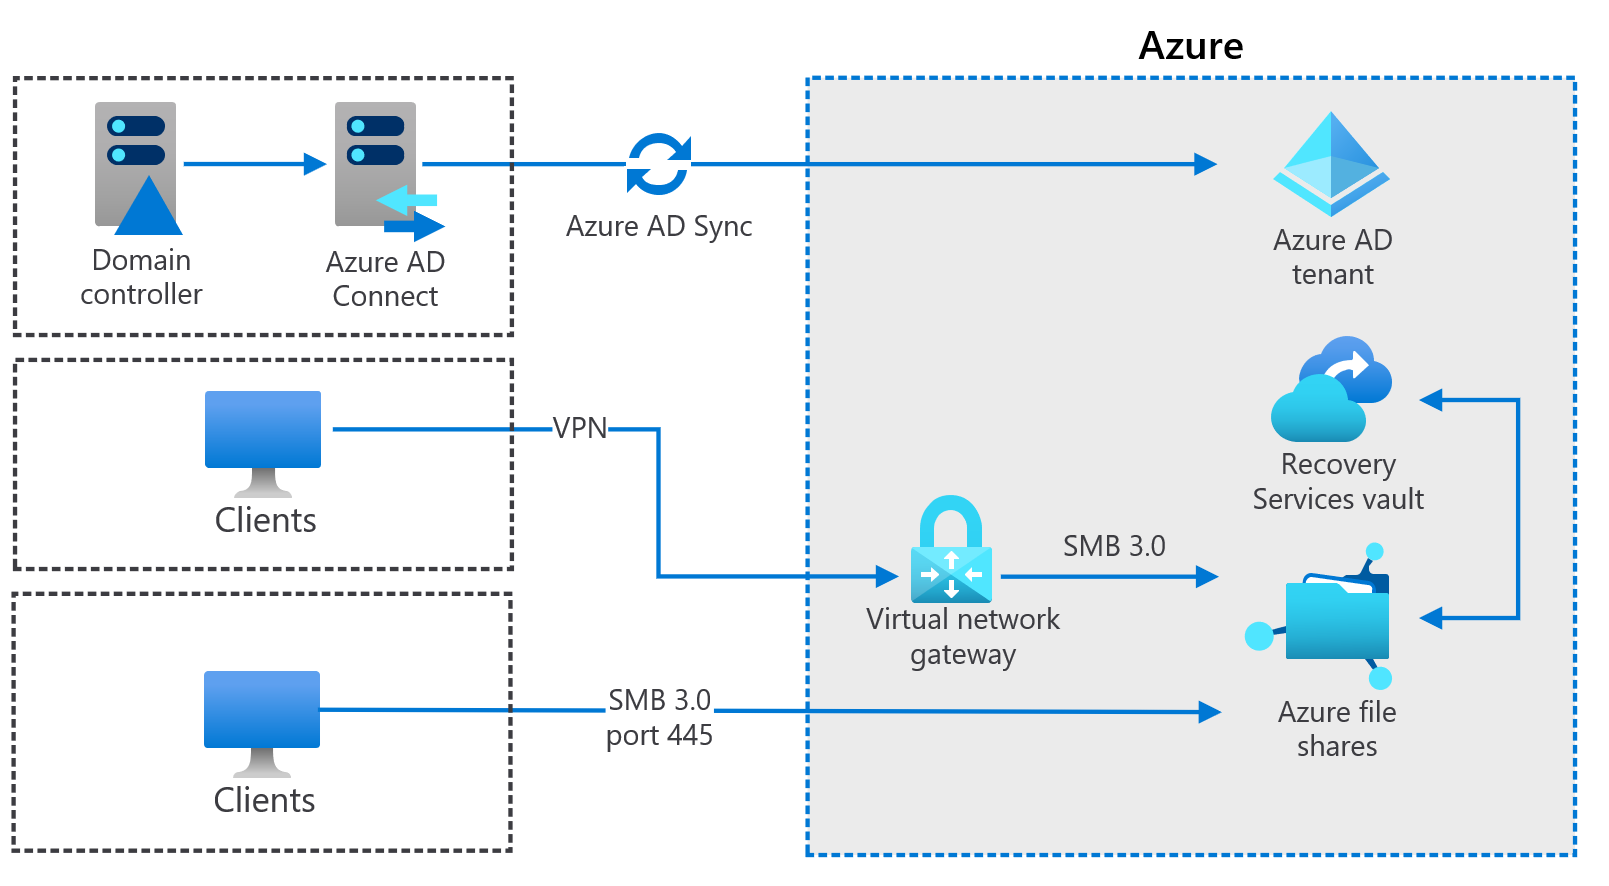 Azure
Domain
controller
Azure AD
Connect
Azure AD Sync
Azure AD
tenant
Clients
VPN
Recovery
Services vault
Virtual network
gateway
SMB 3.0
Clients
SMB 3.0
port 445
Azure file
shares